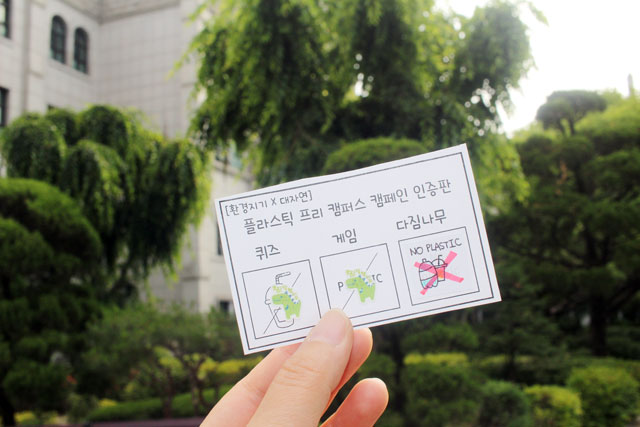 [환경지기 X 대자연]
플라스틱 프리 캠퍼스 캠페인 인증판
퀴즈 게임 다짐나무
NO PLASTIC